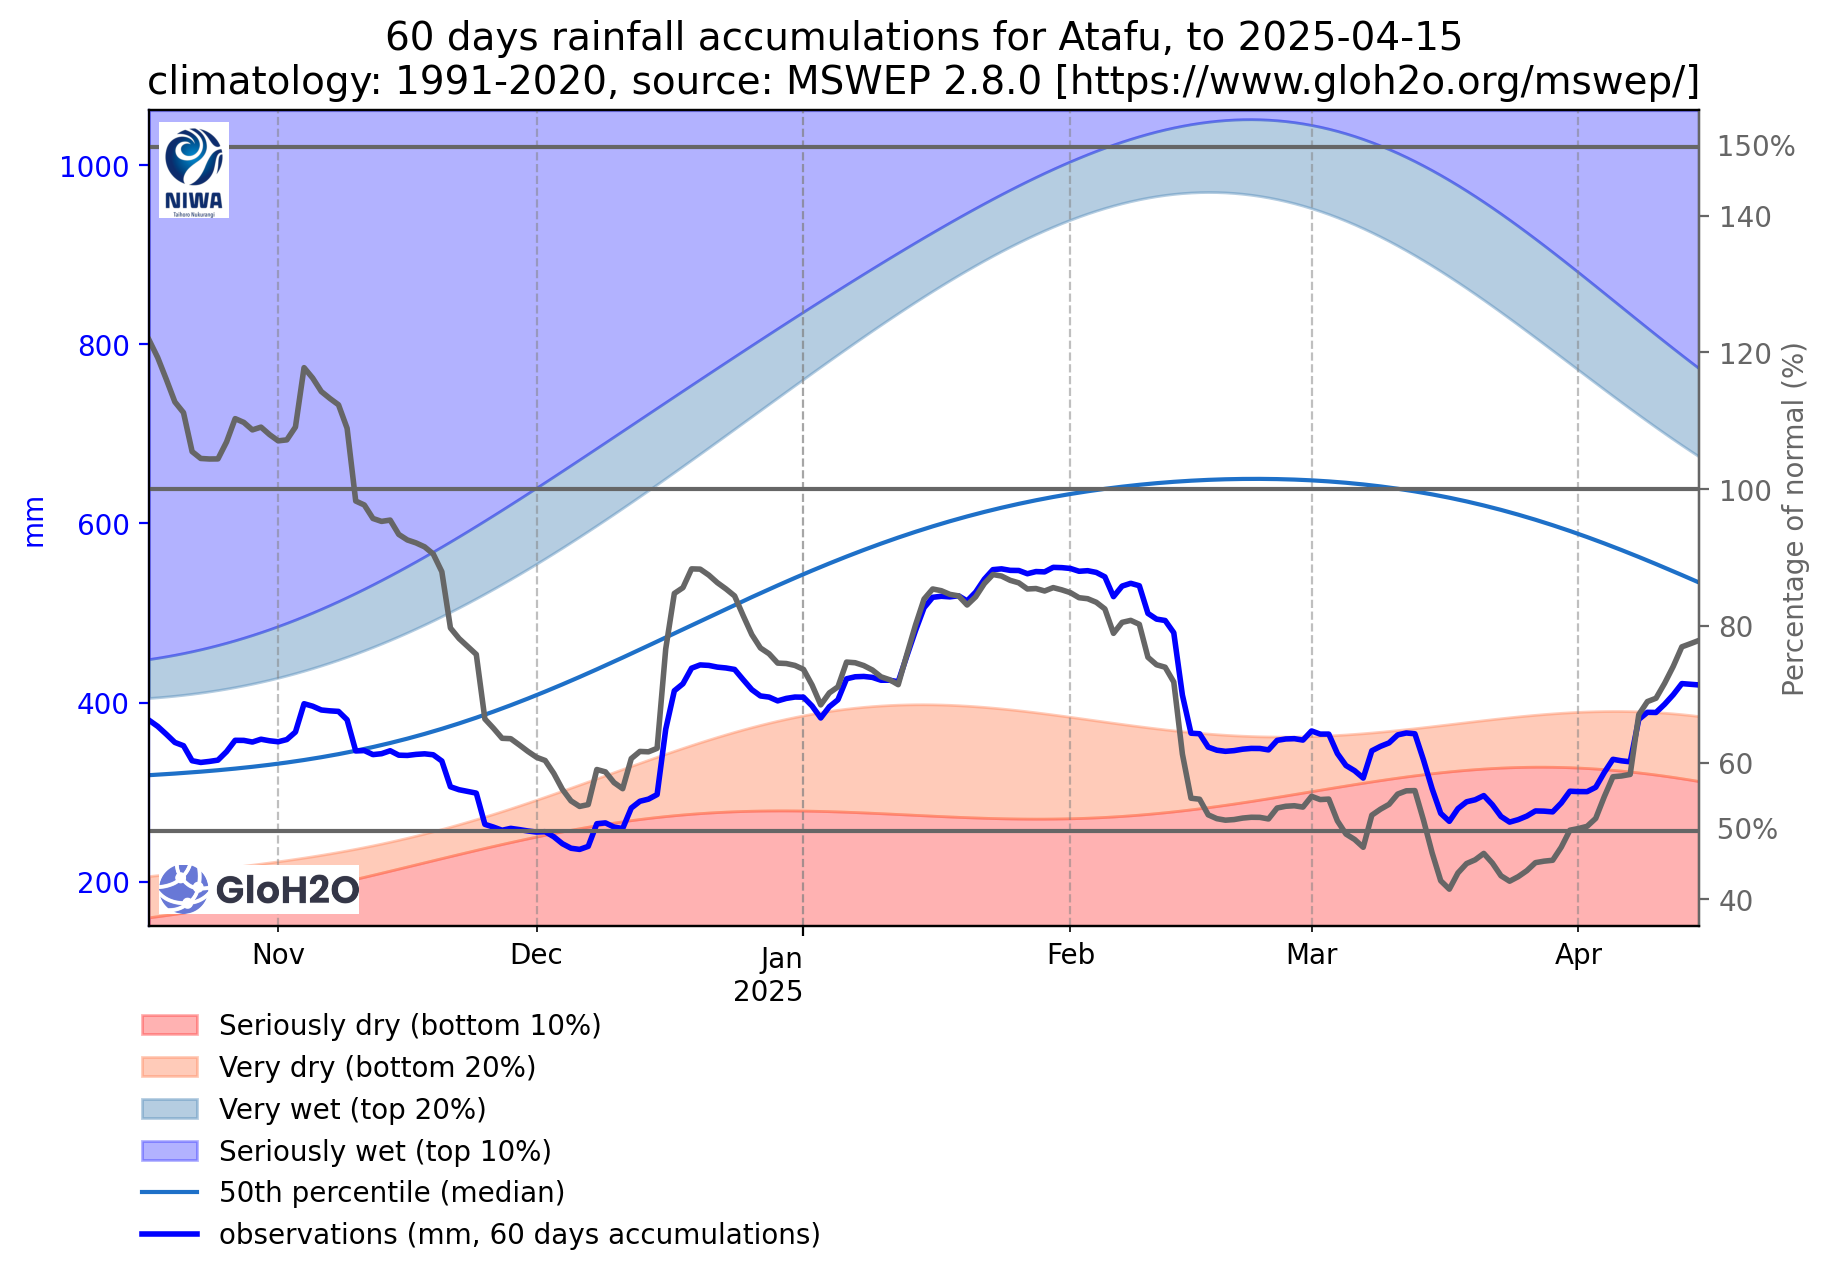 60 days rainfall accumulations for Atafu, to 2025-04-15
climatology: 1991-2020, source: MSWEP 2.8.0 [https://www.gloh2o.org/mswep/]
NIWA
Taihoro Nukurangi
1000
800
600
400
200
mm
150%
140
120
100
80
60
50%
40
Percentage of normal (%)
GloH2O
Nov
Dec
Jan
2025
Feb
Mar
Apr
Seriously dry (bottom 10%)
Very dry (bottom 20%)
Very wet (top 20%)
Seriously wet (top 10%)
50th percentile (median)
observations (mm, 60 days accumulations)